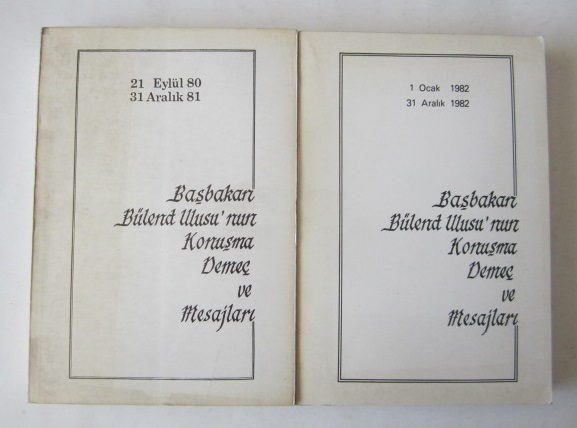 21 Eylül 80
31 Aralık 81
Başbakan
Bülend Ulusu'nun
Konuşma
Demeç
ve
Mesajları
1 Ocak 1982
31 Aralık 1982
Başbakan
Bülend Ulusu'nun
Konuşma
Demeç
ve
Mesajları